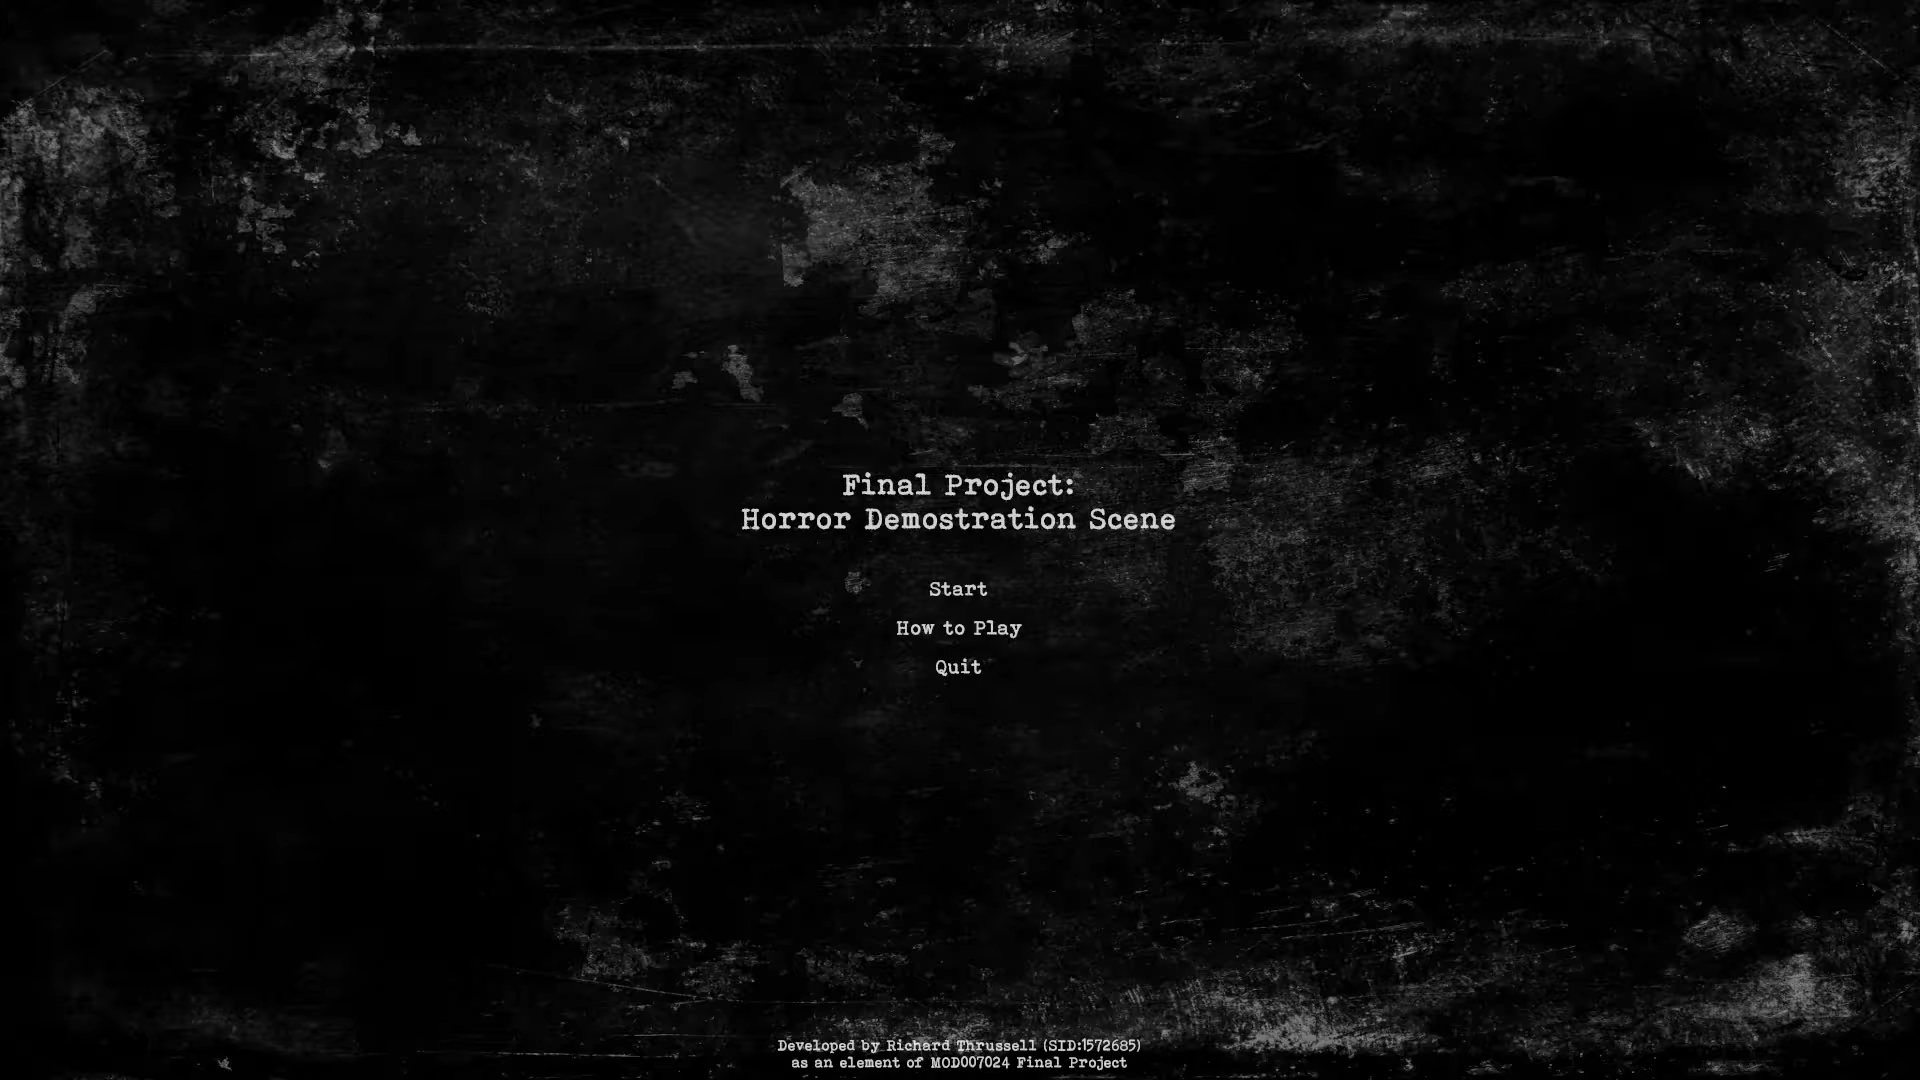 Final Project:
Horror Demostration Scene
Start
How to Play
Quit
Developed by Richard Thrussell (SID:1572685)
as an element of MOD007024 Final Project